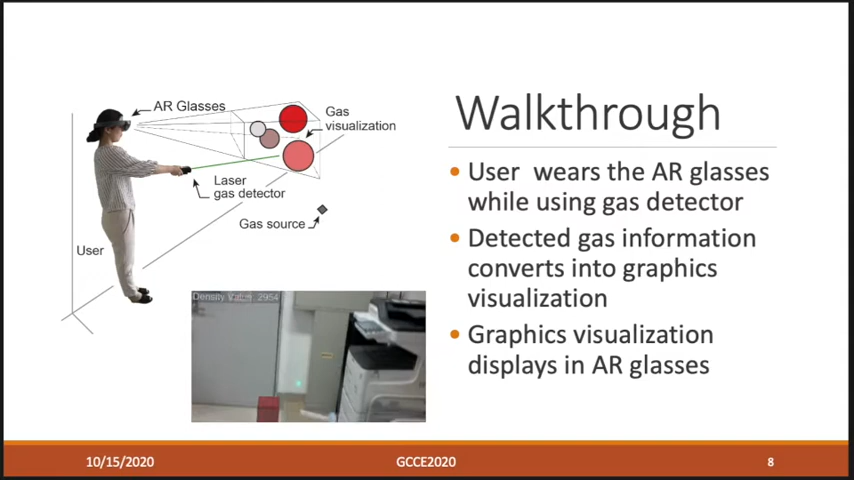 AR Glasses
Gas
visualization
Laser
gas detector
Gas source
User
Density Value: 2954
Walkthrough
• User  wears the AR glasses
while using gas detector
• Detected gas information
converts into graphics
visualization
• Graphics visualization
displays in AR glasses
10/15/2020
GCCE2020
8